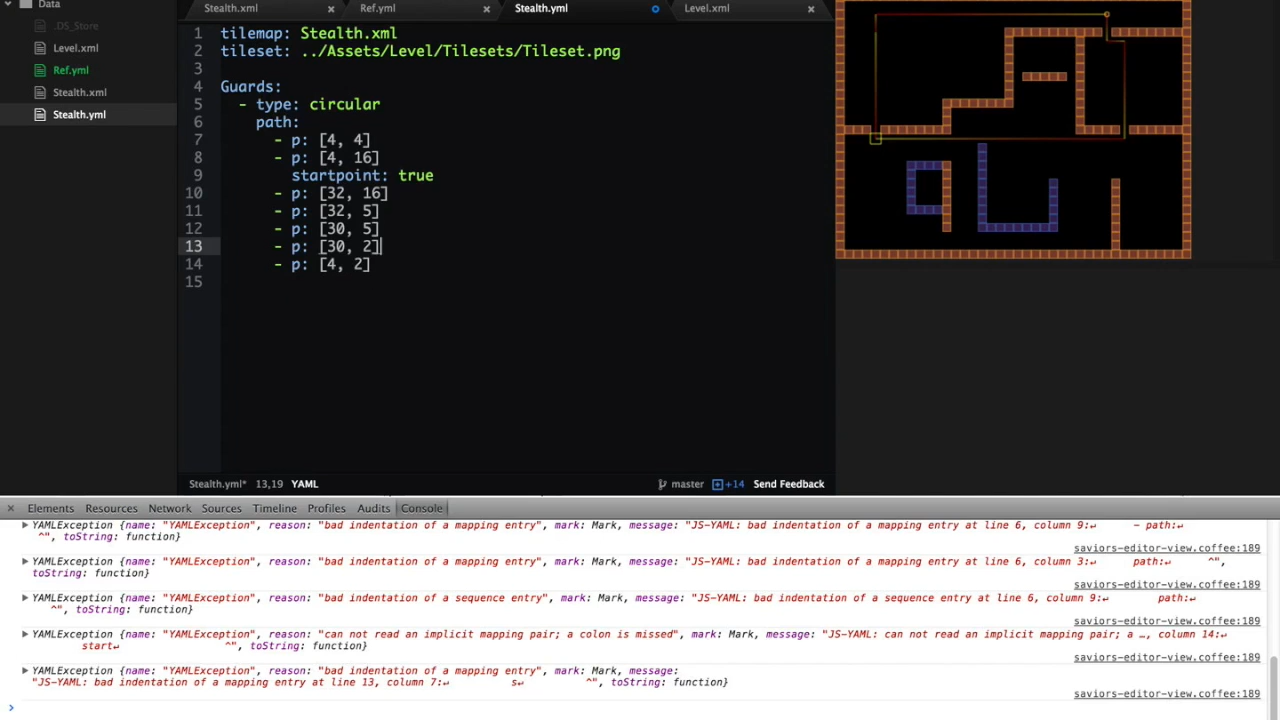 Data
.DS_Store
Level.xml
Ref.yml
Stealth.xml
Stealth.yml
Stealth.xml × Ref.yml × Stealth.yml Level.xml ×
1 tilemap: Stealth.xml
2 tileset: ../Assets/Level/Tilesets/Tileset.png
3
4 Guards:
5 - type: circular
6 path:
7 - p: [4, 4]
8 - p: [4, 16]
9 startpoint: true
10 - p: [32, 16]
11 - p: [32, 5]
12 - p: [30, 5]
13 - p: [30, 2]
14 - p: [4, 2]
15
Stealth.yml* 13,19 YAML master +14 Send Feedback
× Elements Resources Network Sources Timeline Profiles Audits Console
YAMLException {name: "YAMLException", reason: "bad indentation of a mapping entry", mark: Mark, message: "JS-YAML: bad indentation of a mapping entry at line 6, column 9:↵ - path:↵
^", toString: function}
saviors-editor-view.coffee:189
YAMLException {name: "YAMLException", reason: "bad indentation of a mapping entry", mark: Mark, message: "JS-YAML: bad indentation of a mapping entry at line 6, column 3:↵ path:↵ ^",
toString: function}
saviors-editor-view.coffee:189
YAMLException {name: "YAMLException", reason: "bad indentation of a sequence entry", mark: Mark, message: "JS-YAML: bad indentation of a sequence entry at line 6, column 9:↵ path:↵
^", toString: function}
saviors-editor-view.coffee:189
YAMLException {name: "YAMLException", reason: "can not read an implicit mapping pair; a colon is missed", mark: Mark, message: "JS-YAML: can not read an implicit mapping pair; a …, column 14:↵
start↵ ^", toString: function}
saviors-editor-view.coffee:189
YAMLException {name: "YAMLException", reason: "bad indentation of a mapping entry", mark: Mark, message:
"JS-YAML: bad indentation of a mapping entry at line 13, column 7:↵ s↵ ^", toString: function}
saviors-editor-view.coffee:189
>